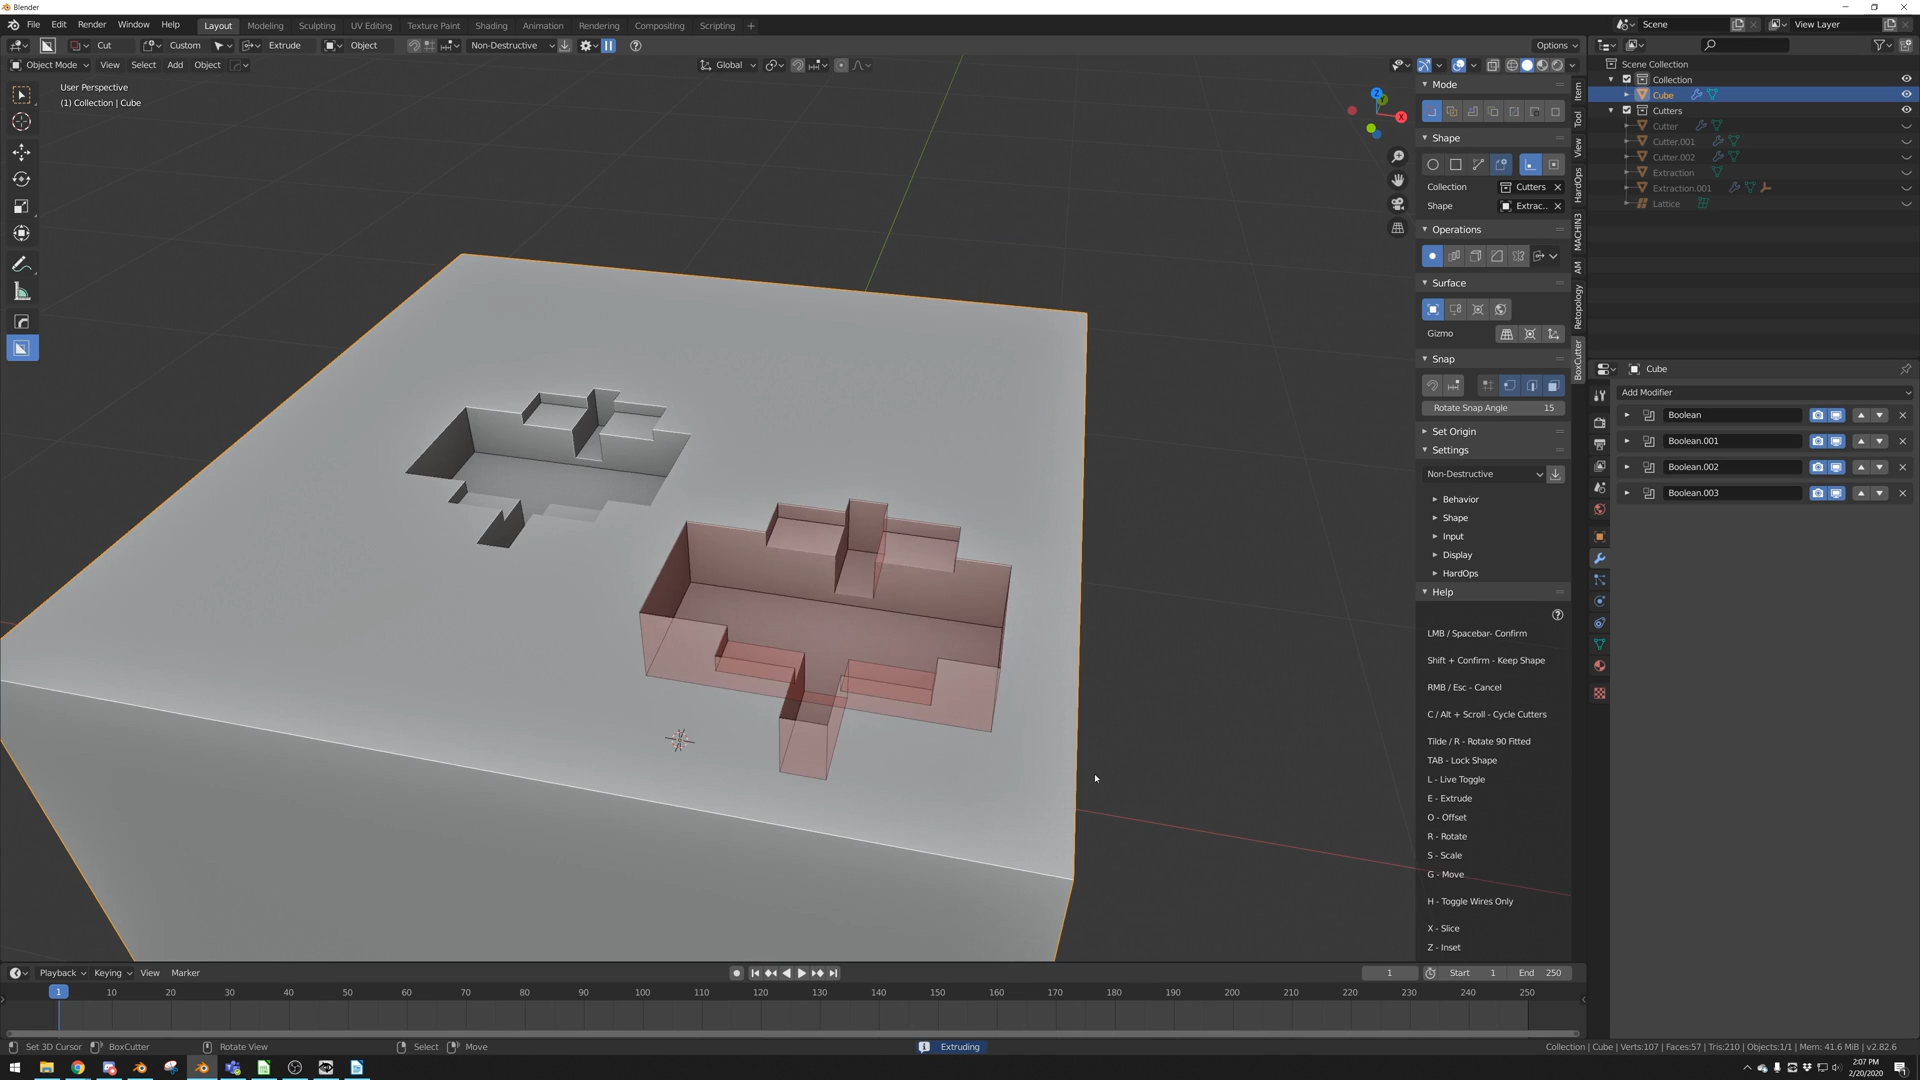 Blender
File Edit Render Window Help Layout Modeling Sculpting UV Editing Texture Paint Shading Animation Rendering Compositing Scripting +
Scene View Layer
Cut Custom Extrude Object Non-Destructive Options
Object Mode View Select Add Object Global
User Perspective
(1) Collection | Cube
Z
Y
X
Mode
Shape
Collection Cutters
Shape Extrac..
Operations
Surface
Gizmo
Snap
Rotate Snap Angle 15
Set Origin
Settings
Non-Destructive
Behavior
Shape
Input
Display
HardOps
Help
LMB / Spacebar- Confirm
Shift + Confirm - Keep Shape
RMB / Esc - Cancel
C / Alt + Scroll - Cycle Cutters
Tilde / R - Rotate 90 Fitted
TAB - Lock Shape
L - Live Toggle
E - Extrude
O - Offset
R - Rotate
S - Scale
G - Move
H - Toggle Wires Only
X - Slice
Z - Inset
Item
Tool
View
HardOps
MACHIN3
AM
Retopology
BoxCutter
Scene Collection
Collection
Cube
Cutters
Cutter
Cutter.001
Cutter.002
Extraction
Extraction.001
Lattice
Cube
Add Modifier
Boolean
Boolean.001
Boolean.002
Boolean.003
Playback Keying View Marker
1 Start 1 End 250
1 10 20 30 40 50 60 70 80 90 100 110 120 130 140 150 160 170 180 190 200 210 220 230 240 250
Set 3D Cursor BoxCutter Rotate View Select Move Extruding
Collection | Cube | Verts:107 | Faces:57 | Tris:210 | Objects:1/1 | Mem: 41.6 MiB | v2.82.6
2:07 PM
2/20/2020